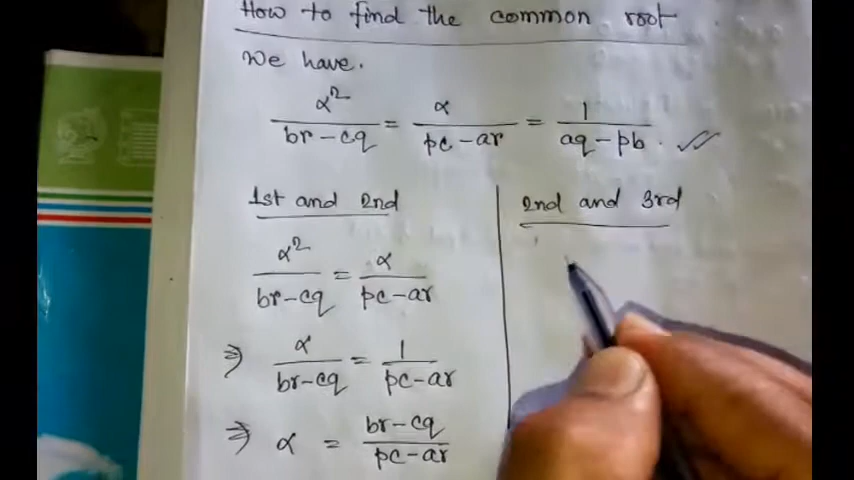 How to find the common root
We have.
α² / br-cq = α / pc-ar = 1 / aq-pb .
1st and 2nd
α² / br-cq = α / pc-ar
⇒ α / br-cq = 1 / pc-ar
⇒ α = br-cq / pc-ar
2nd and 3rd